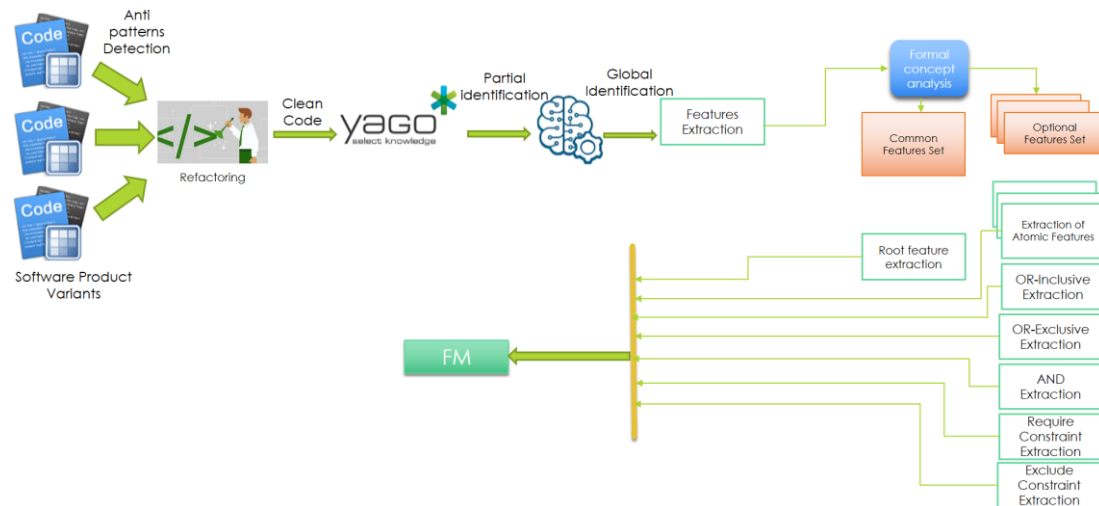 Code
Anti
patterns
Detection
Code
Code
Software Product
Variants
</>
Refactoring
Clean
Code
yago
select knowledge
Partial
identification
Global
Identification
Features
Extraction
Formal
concept
analysis
Common
Features Set
Optional
Features Set
Root feature
extraction
Extraction of
Atomic Features
OR-Inclusive
Extraction
OR-Exclusive
Extraction
AND
Extraction
Require
Constraint
Extraction
Exclude
Constraint
Extraction
FM